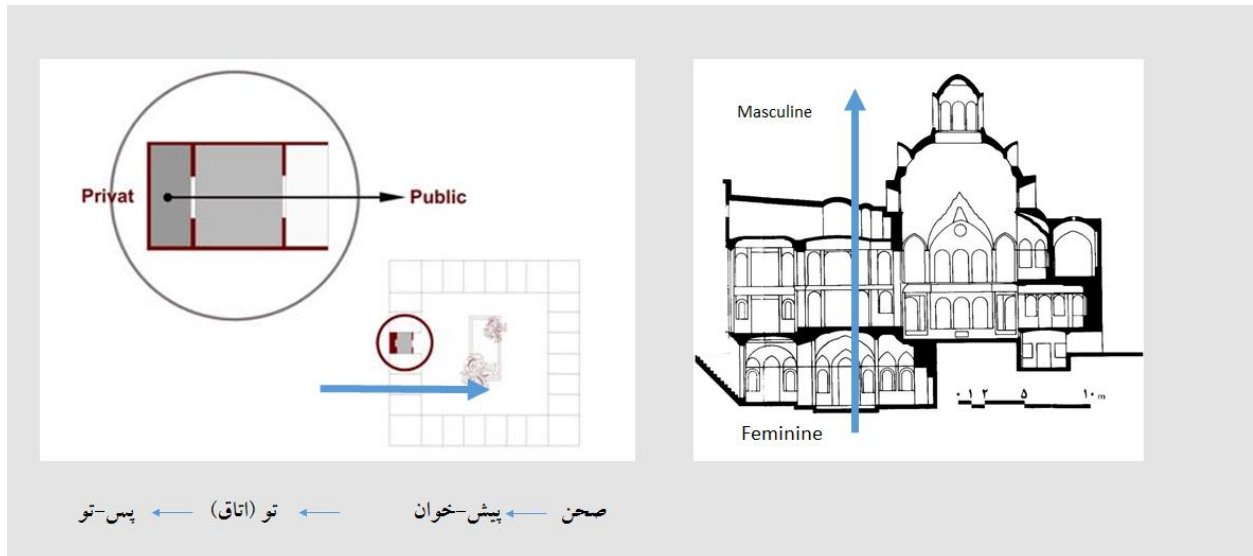 Privat
Public
Masculine
Feminine
۰ ۱ ۲ ۵ ۱۰ m
صحن ← پیش-خوان ← تو (اتاق) ← پس-تو